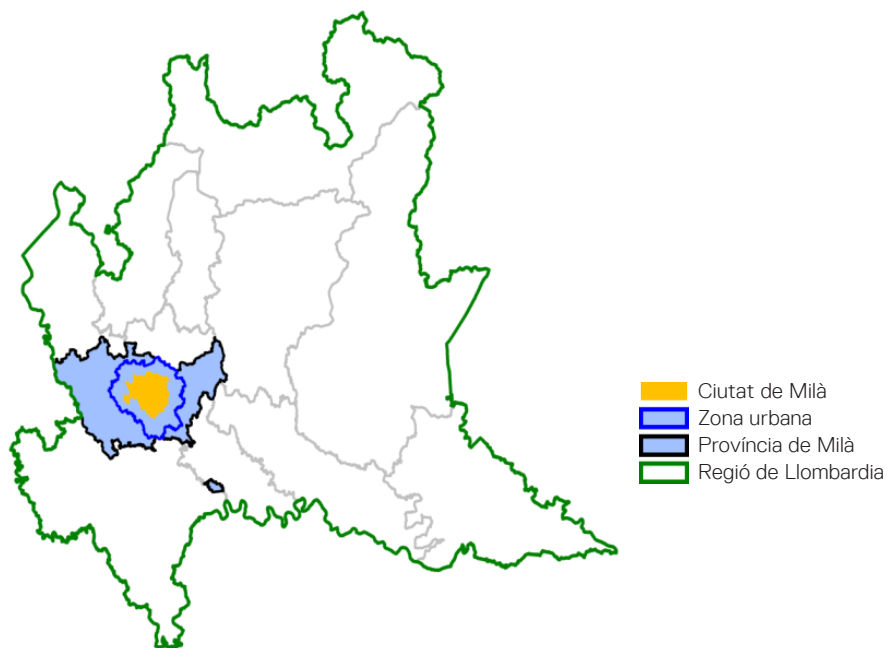 Ciutat de Milà
Zona urbana
Província de Milà
Regió de Llombardia